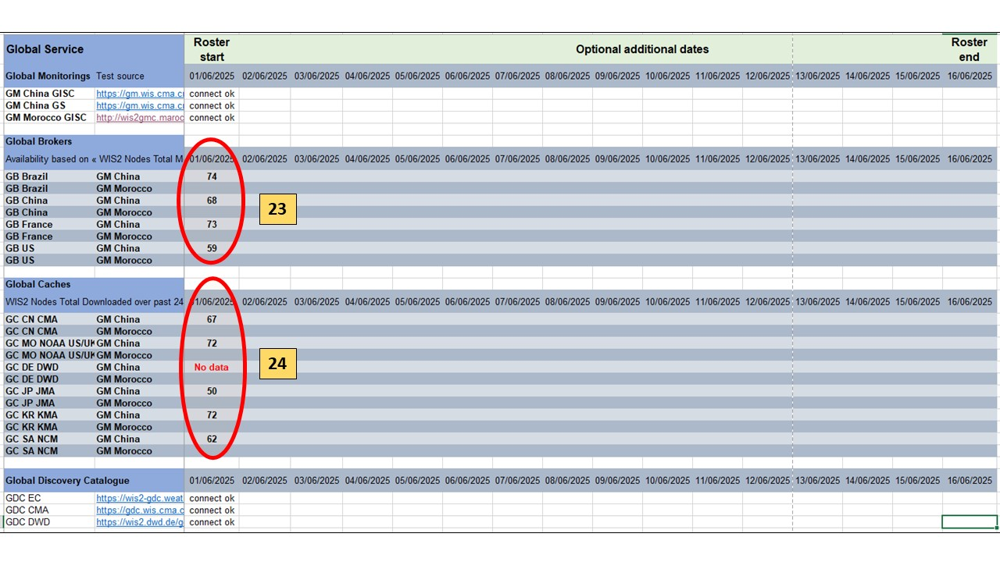 Global Service Roster start Optional additional dates Roster end
Global Monitorings Test source 01/06/2025 02/06/2025 03/06/2025 04/06/2025 05/06/2025 06/06/2025 07/06/2025 08/06/2025 09/06/2025 10/06/2025 11/06/2025 12/06/2025 13/06/2025 14/06/2025 15/06/2025 16/06/2025
GM China GISC https://gm.wis.cma.c connect ok
GM China GS https://gm.wis.cma.c connect ok
GM Morocco GISC http://wis2gmc.maroc connect ok
Global Brokers
Availability based on « WIS2 Nodes Total M 01/06/2025 02/06/2025 03/06/2025 04/06/2025 05/06/2025 06/06/2025 07/06/2025 08/06/2025 09/06/2025 10/06/2025 11/06/2025 12/06/2025 13/06/2025 14/06/2025 15/06/2025 16/06/2025
GB Brazil GM China 74
GB Brazil GM Morocco
GB China GM China 68
GB China GM Morocco
23
GB France GM China 73
GB France GM Morocco
GB US GM China 59
GB US GM Morocco
Global Caches
WIS2 Nodes Total Downloaded over past 24 01/06/2025 02/06/2025 03/06/2025 04/06/2025 05/06/2025 06/06/2025 07/06/2025 08/06/2025 09/06/2025 10/06/2025 11/06/2025 12/06/2025 13/06/2025 14/06/2025 15/06/2025 16/06/2025
GC CN CMA GM China 67
GC CN CMA GM Morocco
GC MO NOAA US/UK GM China 72
GC MO NOAA US/UK GM Morocco
24
GC DE DWD GM China No data
GC DE DWD GM Morocco
GC JP JMA GM China 50
GC JP JMA GM Morocco
GC KR KMA GM China 72
GC KR KMA GM Morocco
GC SA NCM GM China 62
GC SA NCM GM Morocco
Global Discovery Catalogue 01/06/2025 02/06/2025 03/06/2025 04/06/2025 05/06/2025 06/06/2025 07/06/2025 08/06/2025 09/06/2025 10/06/2025 11/06/2025 12/06/2025 13/06/2025 14/06/2025 15/06/2025 16/06/2025
GDC EC https://wis2-gdc.weat connect ok
GDC CMA https://gdc.wis.cma.c connect ok
GDC DWD https://wis2.dwd.de/g connect ok